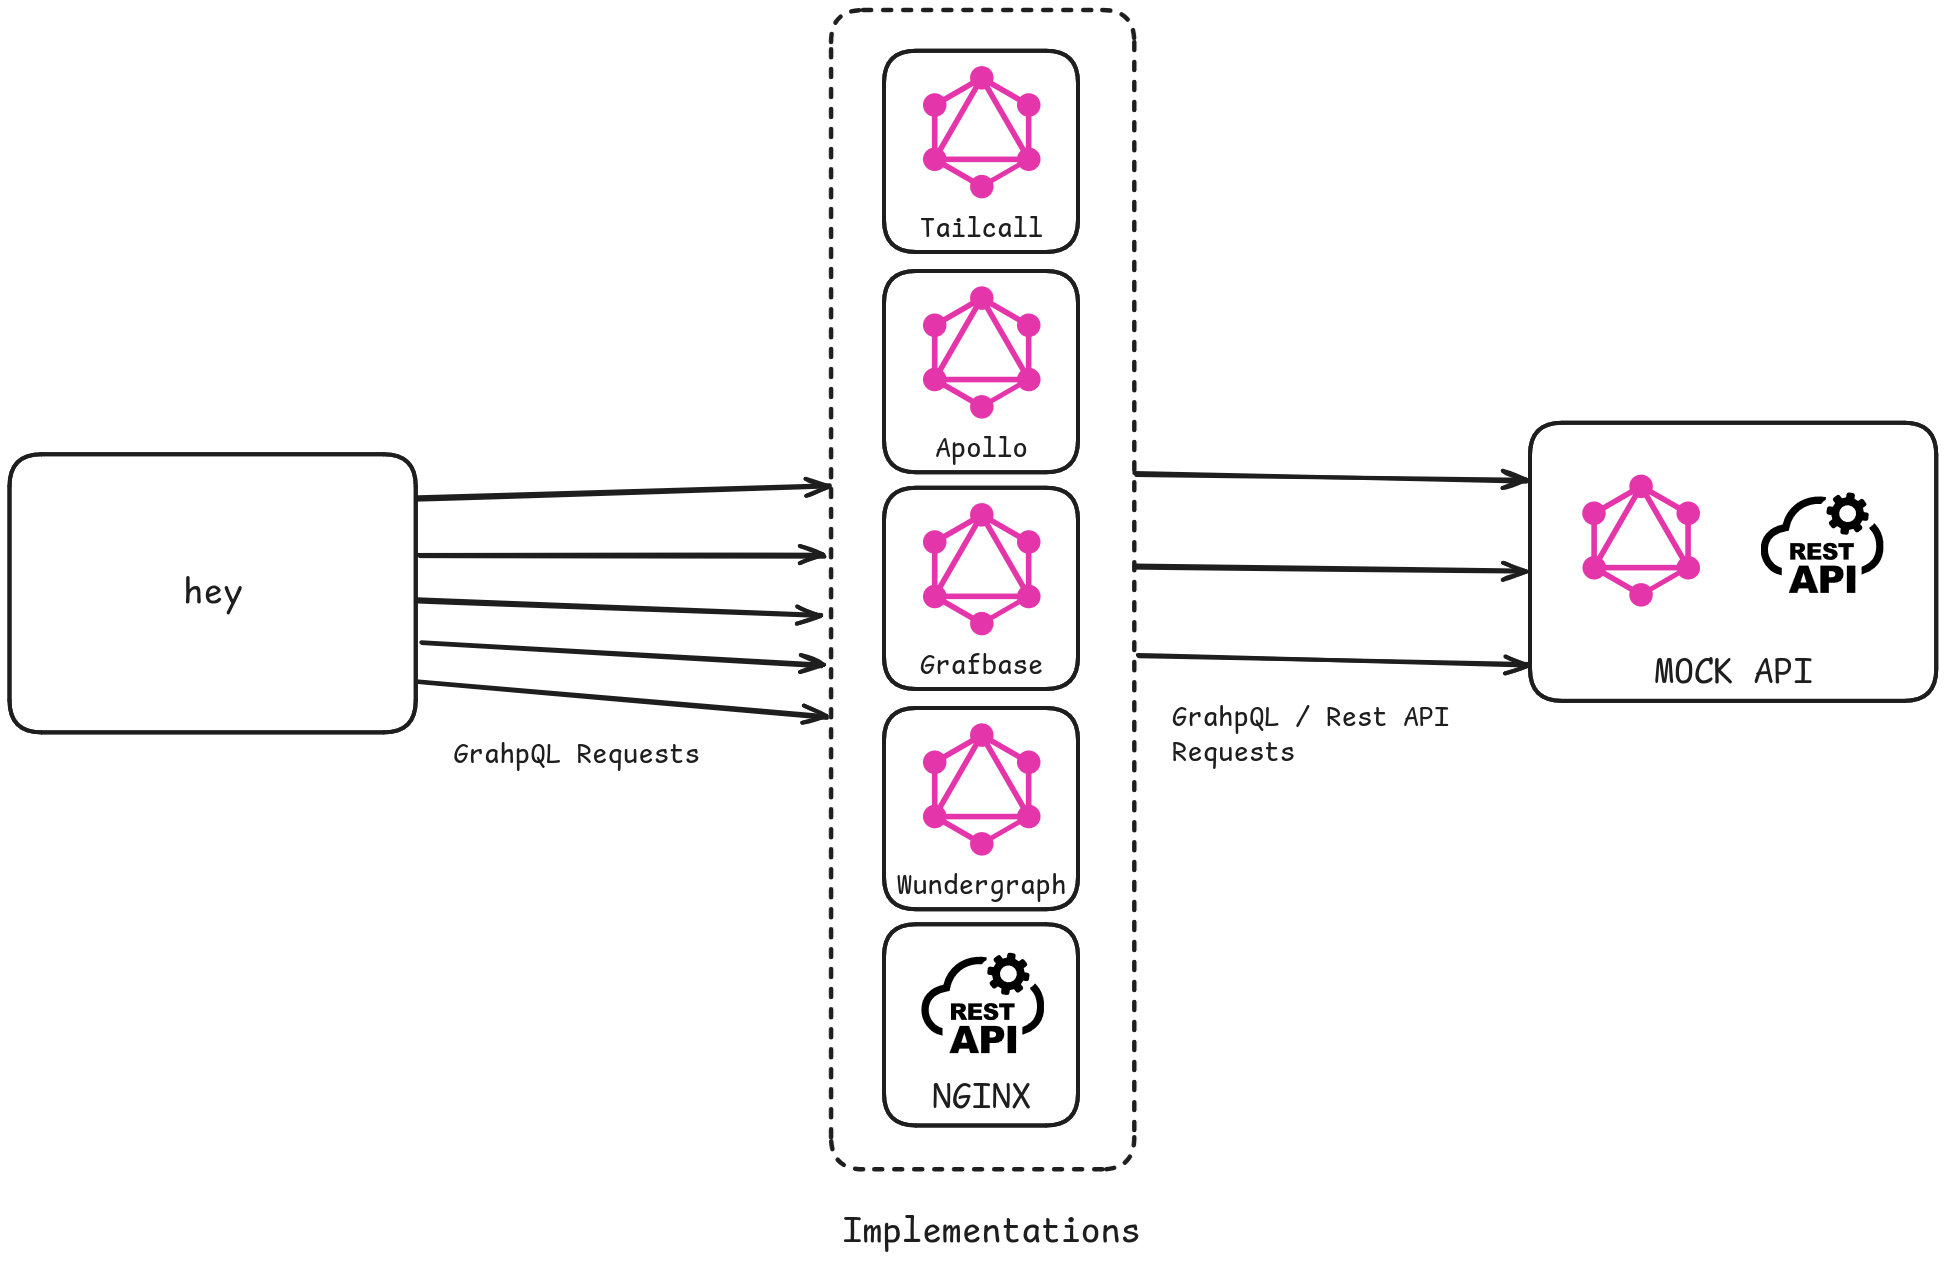 hey
GrahpQL Requests
Tailcall
Apollo
Grafbase
Wundergraph
REST
API
NGINX
Implementations
GrahpQL / Rest API
Requests
REST
API
MOCK API